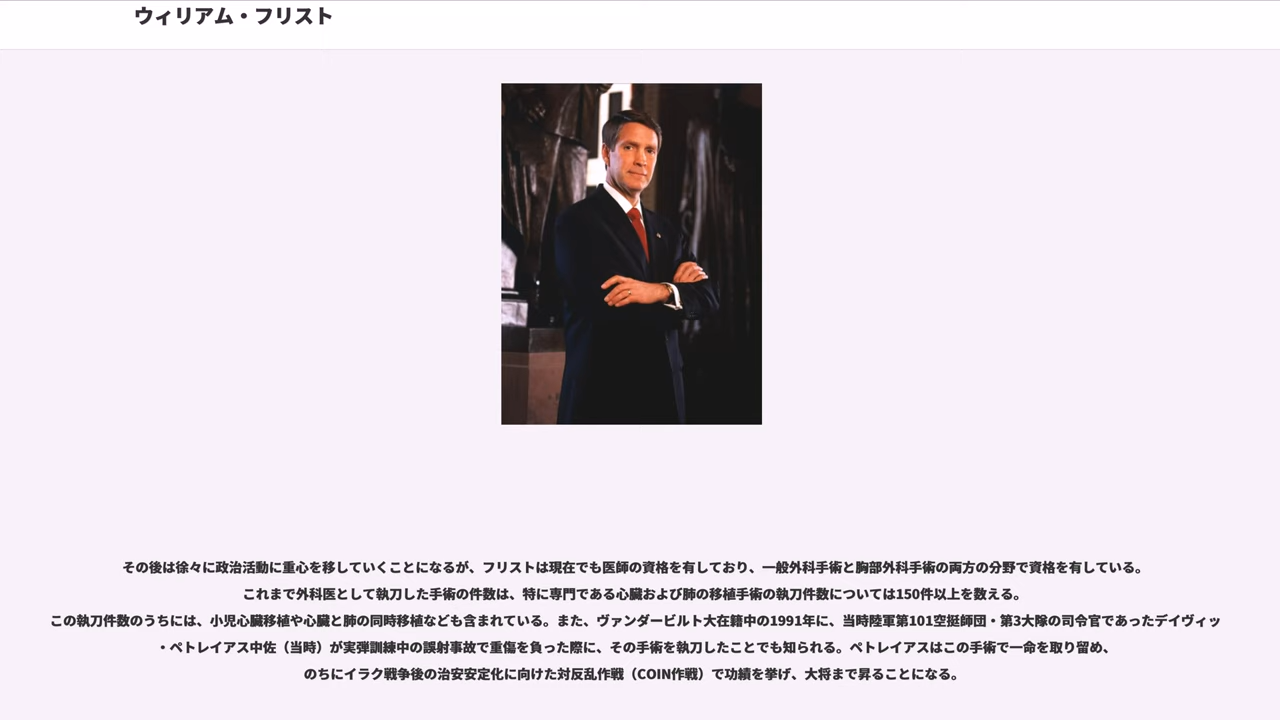 ウィリアム・フリスト
その後は徐々に政治活動に重心を移していくことになるが、フリストは現在でも医師の資格を有しており、一般外科手術と胸部外科手術の両方の分野で資格を有している。
これまで外科医として執刀した手術の件数は、特に専門である心臓および肺の移植手術の執刀件数については150件以上を数える。
この執刀件数のうちには、小児心臓移植や心臓と肺の同時移植なども含まれている。また、ヴァンダービルト大在籍中の1991年に、当時陸軍第101空挺師団・第3大隊の司令官であったデイヴィッ
・ペトレイアス中佐（当時）が実弾訓練中の誤射事故で重傷を負った際に、その手術を執刀したことでも知られる。ペトレイアスはこの手術で一命を取り留め、
のちにイラク戦争後の治安安定化に向けた対反乱作戦（COIN作戦）で功績を挙げ、大将まで昇ることになる。